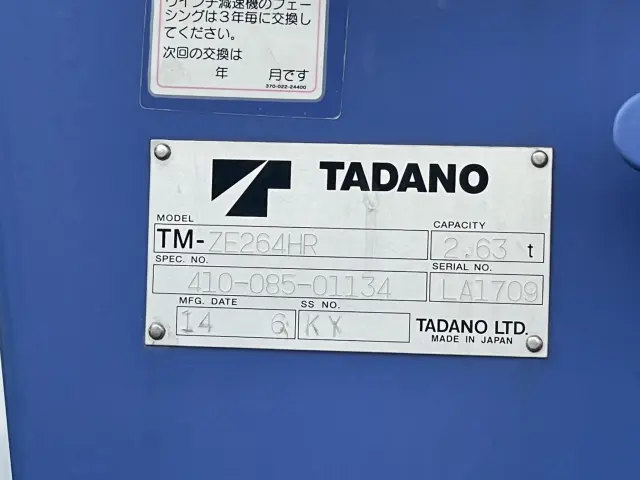 ウインチ減速機のフェー
シングは3年毎に交換し
てください。
次回の交換は
年 月です
370-022-24400
TADANO
MODEL CAPACITY
TM-ZE264HR 2.63 t
SPEC. NO. SERIAL NO.
410-085-01134 LA1709
MFG. DATE SS NO.
14 6 KY TADANO LTD.
MADE IN JAPAN